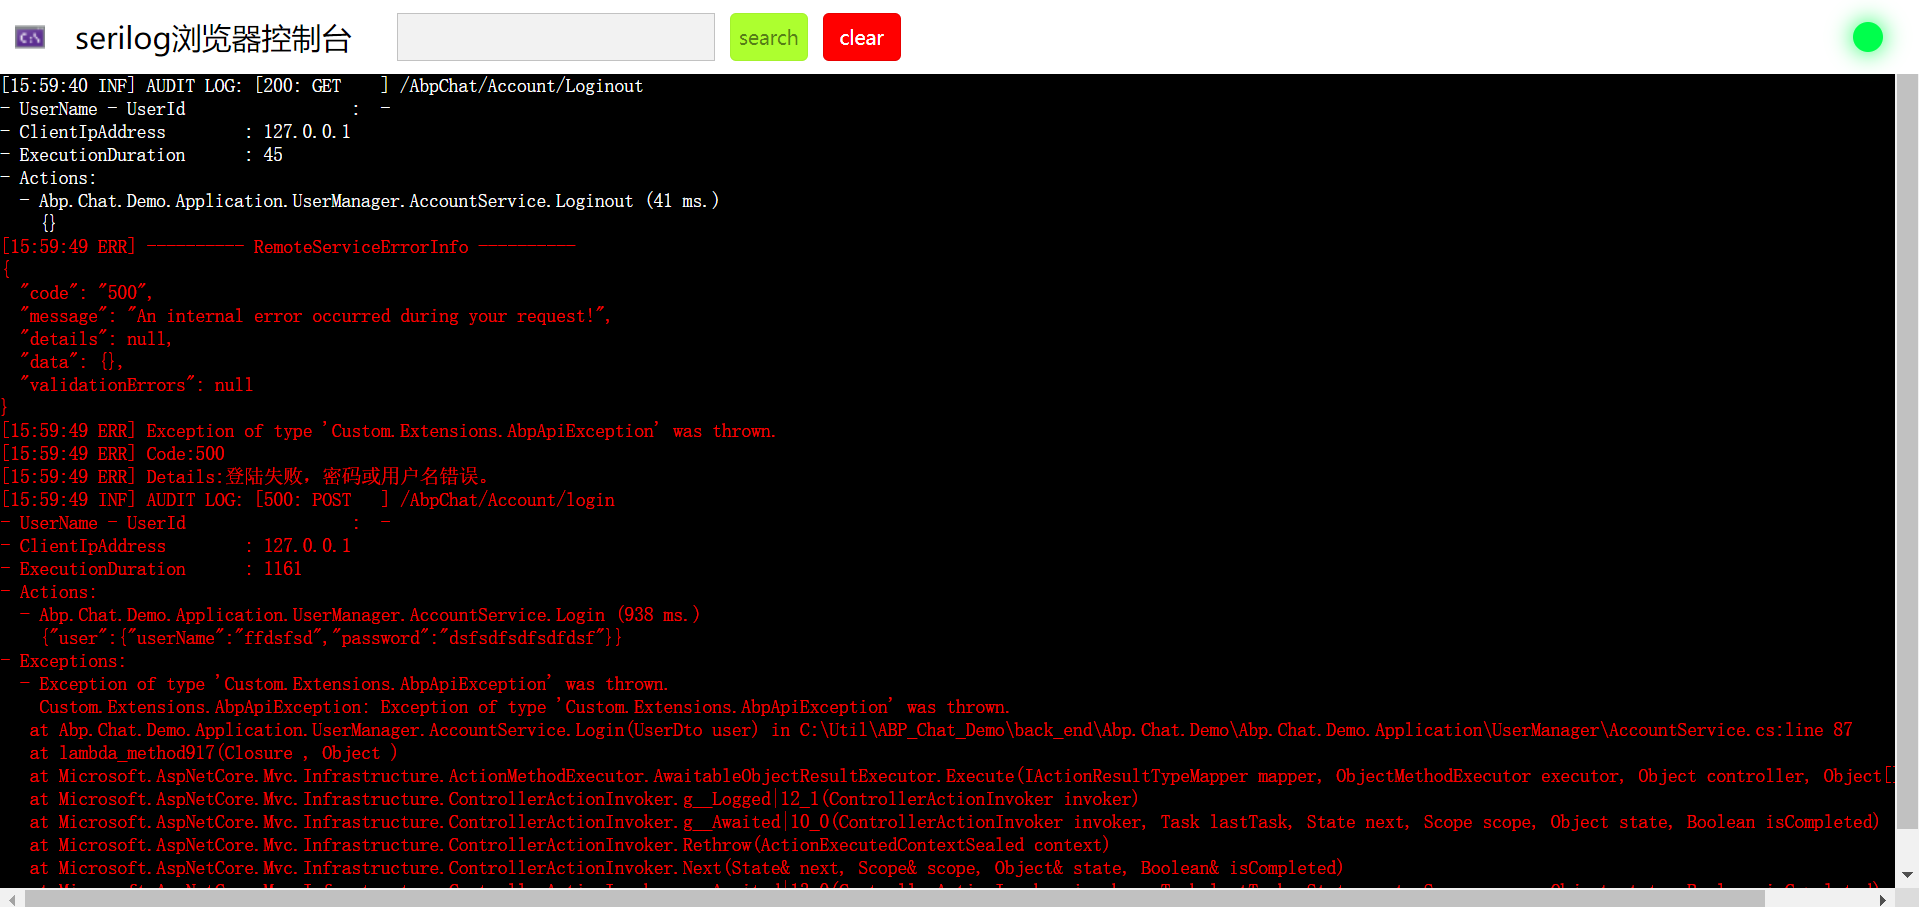 C:\
serilog浏览器控制台
search
clear
[15:59:40 INF] AUDIT LOG: [200: GET    ] /AbpChat/Account/Loginout
- UserName - UserId                 :  -
- ClientIpAddress        : 127.0.0.1
- ExecutionDuration      : 45
- Actions:
  - Abp.Chat.Demo.Application.UserManager.AccountService.Loginout (41 ms.)
    {}
[15:59:49 ERR] ---------- RemoteServiceErrorInfo ----------
{
  "code": "500",
  "message": "An internal error occurred during your request!",
  "details": null,
  "data": {},
  "validationErrors": null
}
[15:59:49 ERR] Exception of type 'Custom.Extensions.AbpApiException' was thrown.
[15:59:49 ERR] Code:500
[15:59:49 ERR] Details:登陆失败，密码或用户名错误。
[15:59:49 INF] AUDIT LOG: [500: POST   ] /AbpChat/Account/login
- UserName - UserId                 :  -
- ClientIpAddress        : 127.0.0.1
- ExecutionDuration      : 1161
- Actions:
  - Abp.Chat.Demo.Application.UserManager.AccountService.Login (938 ms.)
    {"user":{"userName":"ffdsfsd","password":"dsfsdfsdfsdfdsf"}}
- Exceptions:
  - Exception of type 'Custom.Extensions.AbpApiException' was thrown.
    Custom.Extensions.AbpApiException: Exception of type 'Custom.Extensions.AbpApiException' was thrown.
   at Abp.Chat.Demo.Application.UserManager.AccountService.Login(UserDto user) in C:\Util\ABP_Chat_Demo\back_end\Abp.Chat.Demo\Abp.Chat.Demo.Application\UserManager\AccountService.cs:line 87
   at lambda_method917(Closure , Object )
   at Microsoft.AspNetCore.Mvc.Infrastructure.ActionMethodExecutor.AwaitableObjectResultExecutor.Execute(IActionResultTypeMapper mapper, ObjectMethodExecutor executor, Object controller, Object[]
   at Microsoft.AspNetCore.Mvc.Infrastructure.ControllerActionInvoker.g__Logged|12_1(ControllerActionInvoker invoker)
   at Microsoft.AspNetCore.Mvc.Infrastructure.ControllerActionInvoker.g__Awaited|10_0(ControllerActionInvoker invoker, Task lastTask, State next, Scope scope, Object state, Boolean isCompleted)
   at Microsoft.AspNetCore.Mvc.Infrastructure.ControllerActionInvoker.Rethrow(ActionExecutedContextSealed context)
   at Microsoft.AspNetCore.Mvc.Infrastructure.ControllerActionInvoker.Next(State& next, Scope& scope, Object& state, Boolean& isCompleted)